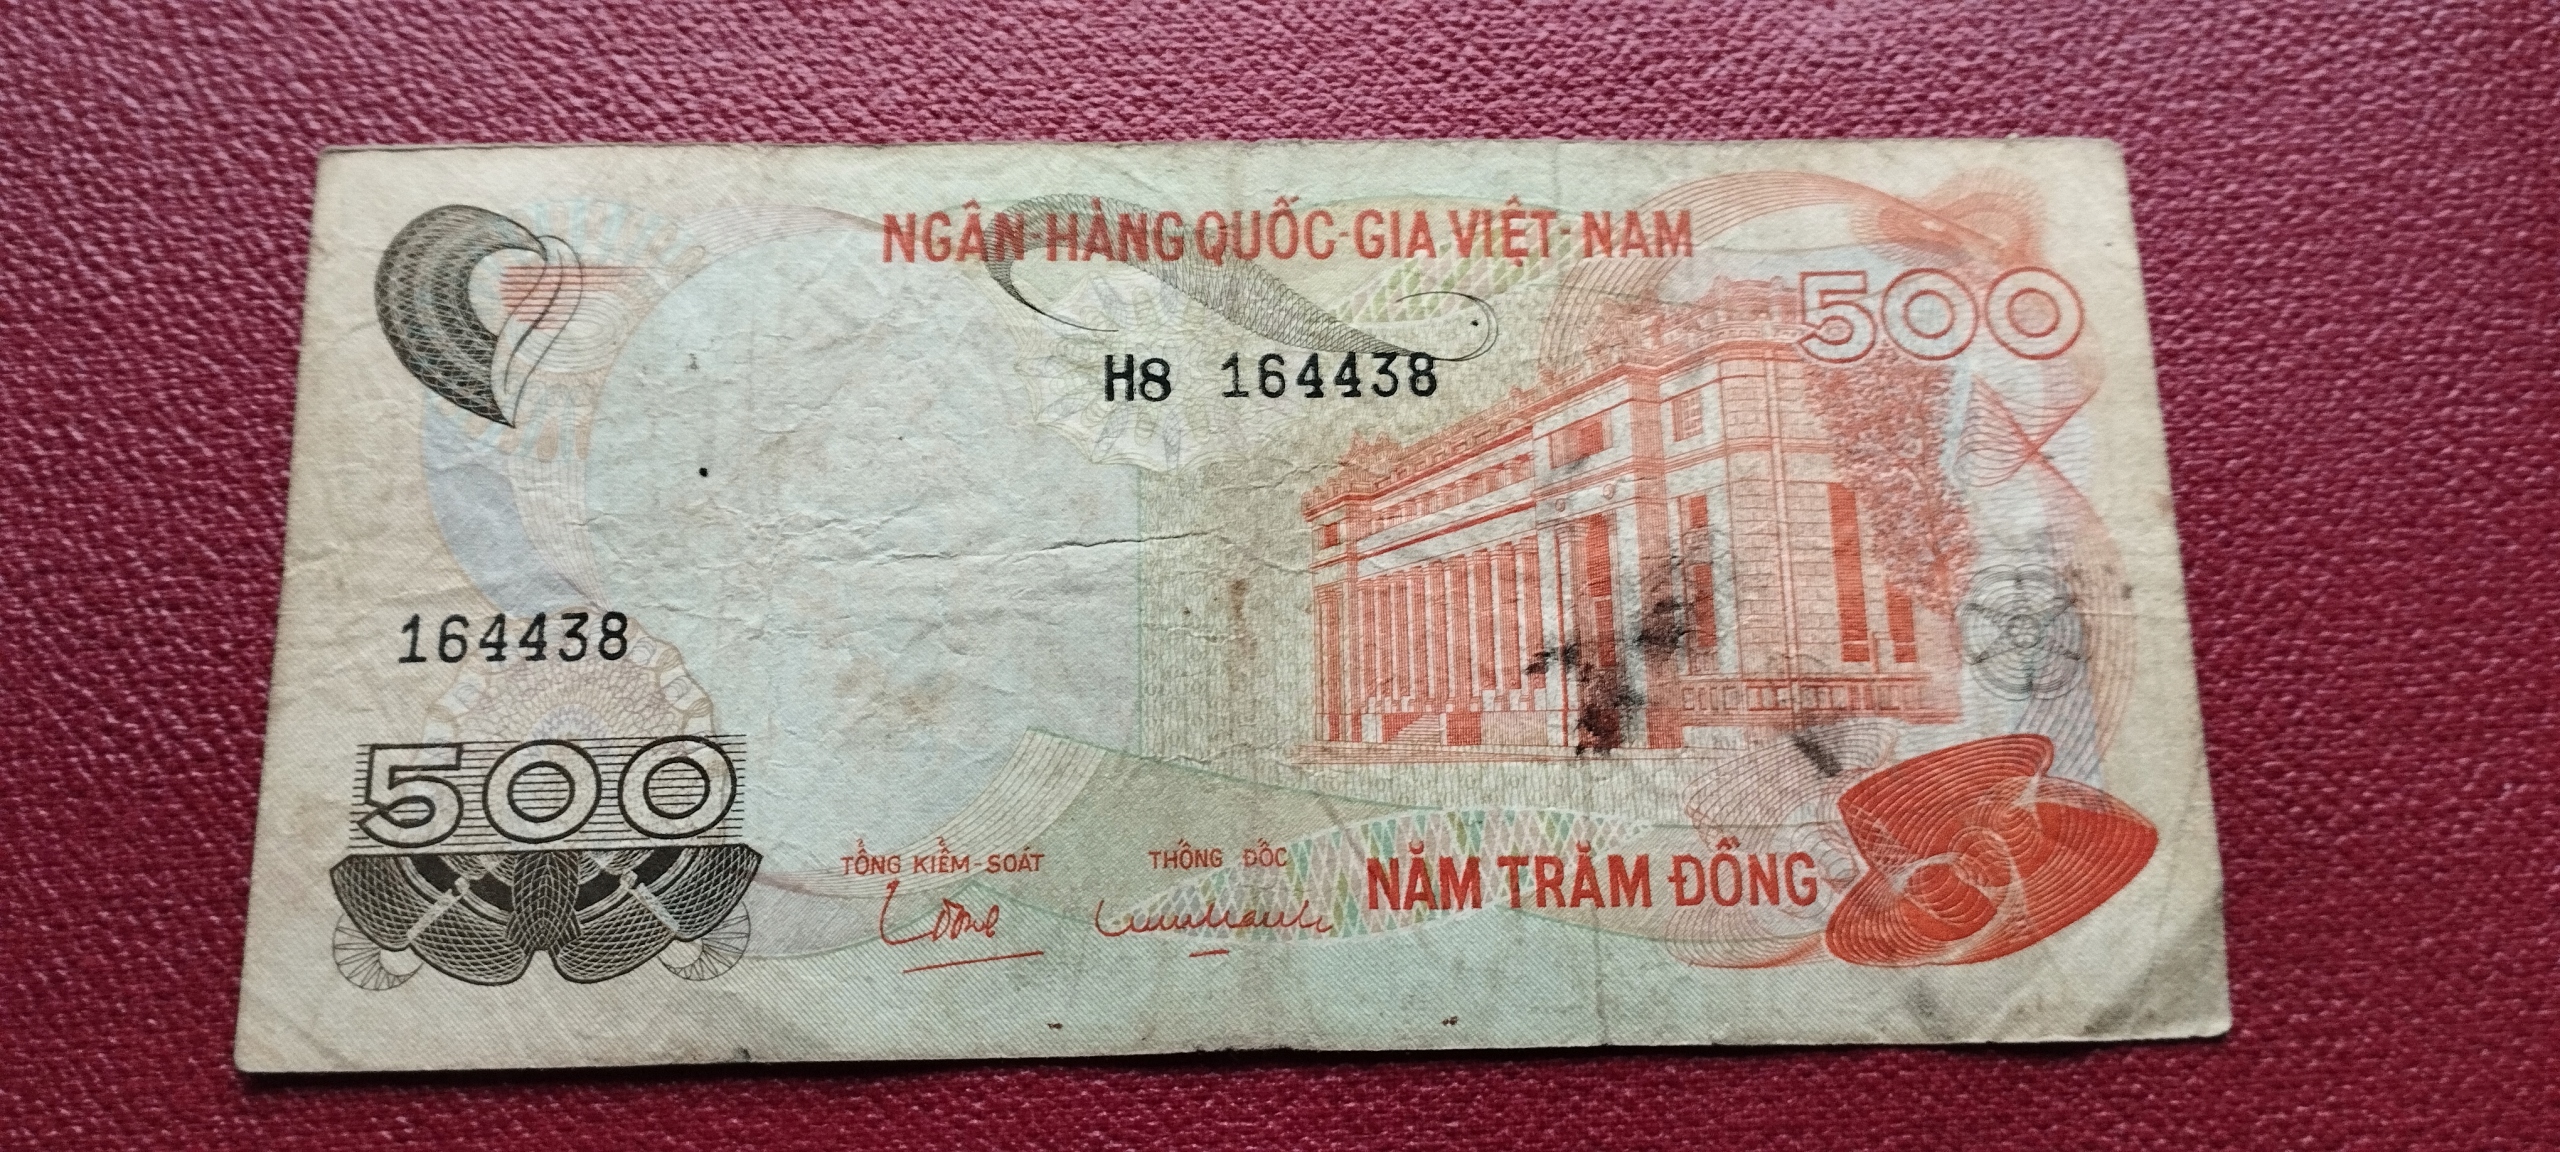 NGÂN-HÀNG QUỐC-GIA VIỆT-NAM
500
H8 164438
164438
500
TỔNG KIỂM-SOÁT
THỐNG ĐỐC
NĂM TRĂM ĐỒNG